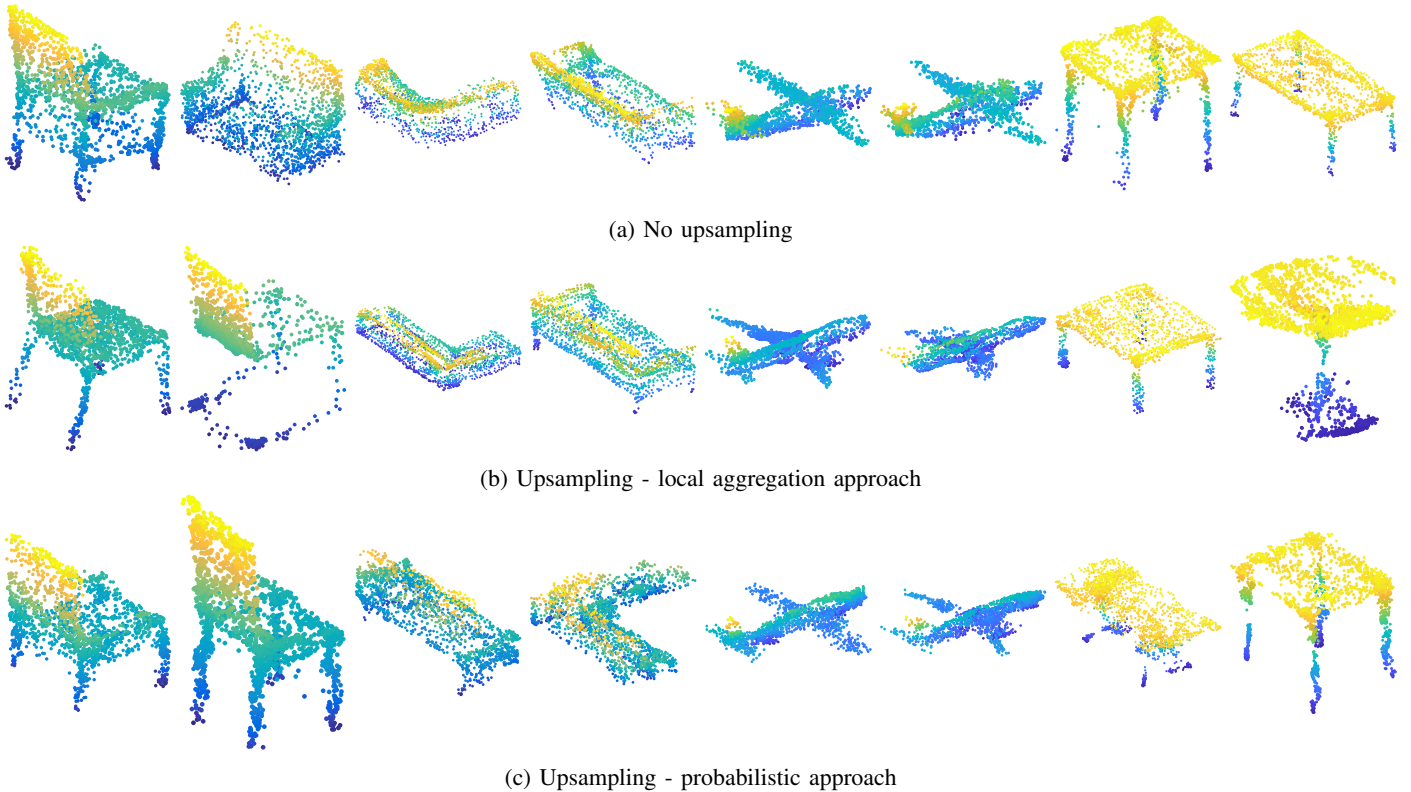 (a) No upsampling
(b) Upsampling - local aggregation approach
(c) Upsampling - probabilistic approach